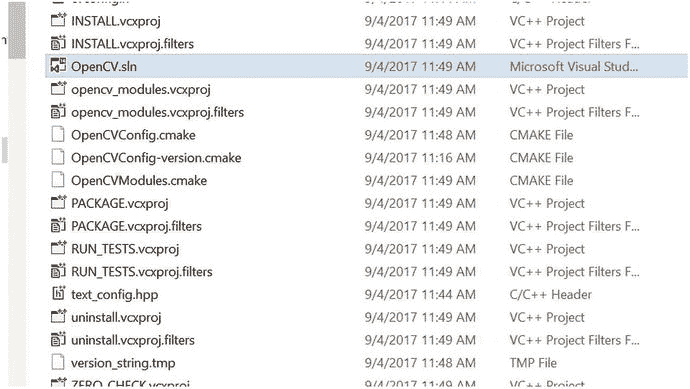 INSTALL.vcxproj 9/4/2017 11:49 AM VC++ Project
INSTALL.vcxproj.filters 9/4/2017 11:49 AM VC++ Project Filters F...
OpenCV.sln 9/4/2017 11:49 AM Microsoft Visual Stud...
opencv_modules.vcxproj 9/4/2017 11:49 AM VC++ Project
opencv_modules.vcxproj.filters 9/4/2017 11:49 AM VC++ Project Filters F...
OpenCVConfig.cmake 9/4/2017 11:48 AM CMAKE File
OpenCVConfig-version.cmake 9/4/2017 11:16 AM CMAKE File
OpenCVModules.cmake 9/4/2017 11:49 AM CMAKE File
PACKAGE.vcxproj 9/4/2017 11:49 AM VC++ Project
PACKAGE.vcxproj.filters 9/4/2017 11:49 AM VC++ Project Filters F...
RUN_TESTS.vcxproj 9/4/2017 11:49 AM VC++ Project
RUN_TESTS.vcxproj.filters 9/4/2017 11:49 AM VC++ Project Filters F...
text_config.hpp 9/4/2017 11:44 AM C/C++ Header
uninstall.vcxproj 9/4/2017 11:49 AM VC++ Project
uninstall.vcxproj.filters 9/4/2017 11:49 AM VC++ Project Filters F...
version_string.tmp 9/4/2017 11:48 AM TMP File
ZERO_CHECK.vcxproj 9/4/2017 11:49 AM VC++ Project